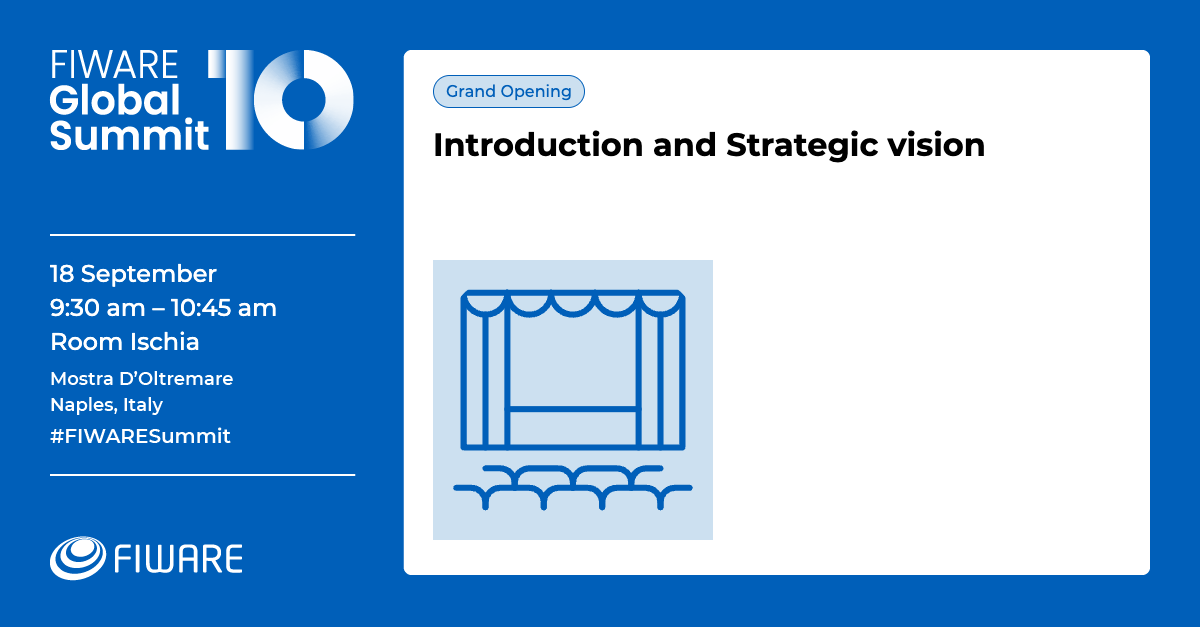 FIWARE
Global
Summit
10
18 September
9:30 am – 10:45 am
Room Ischia
Mostra D’Oltremare
Naples, Italy
#FIWARESummit
FIWARE
Grand Opening
Introduction and Strategic vision